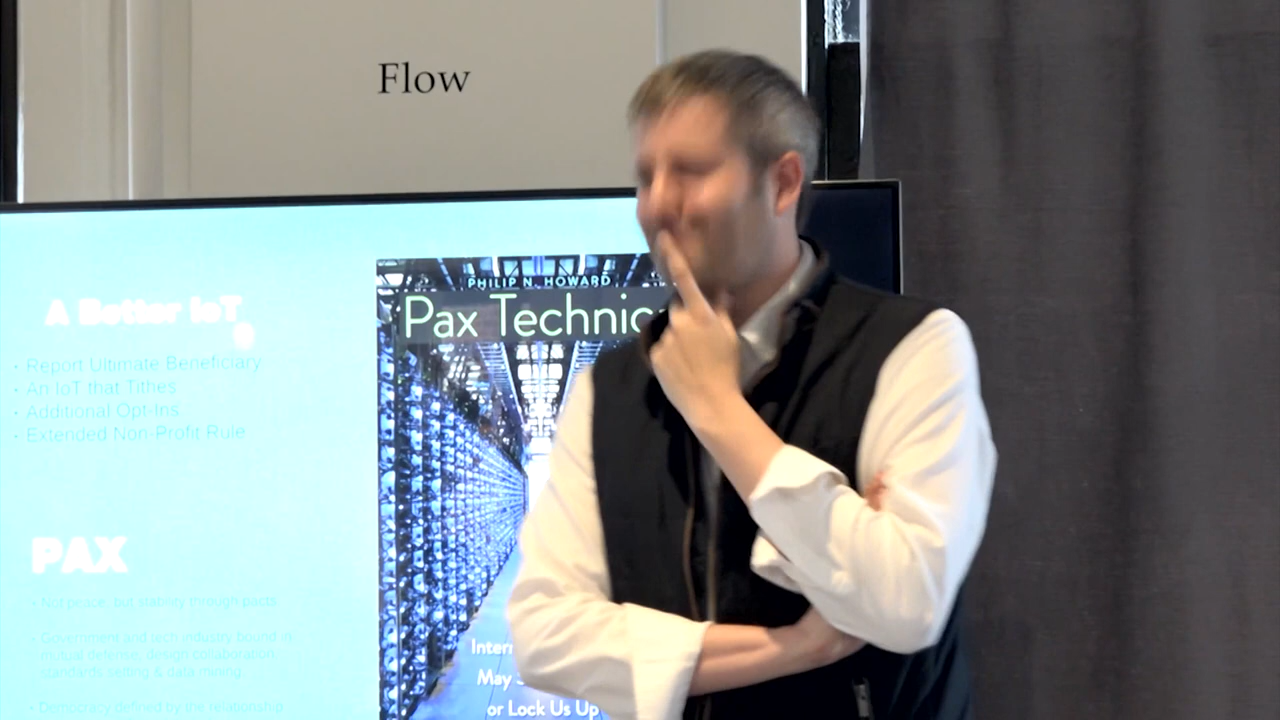 Flow
A Better IoT
• Report Ultimate Beneficiary
• An IoT that Tithes
• Additional Opt-Ins
• Extended Non-Profit Rule
PAX
• Not peace, but stability through pacts
• Government and tech industry bound in
mutual defence, design collaboration,
standards setting & data mining.
• Democracy defined by the relationship
PHILIP N. HOWARD
Pax Technic
Inter
May
or Lock Us Up